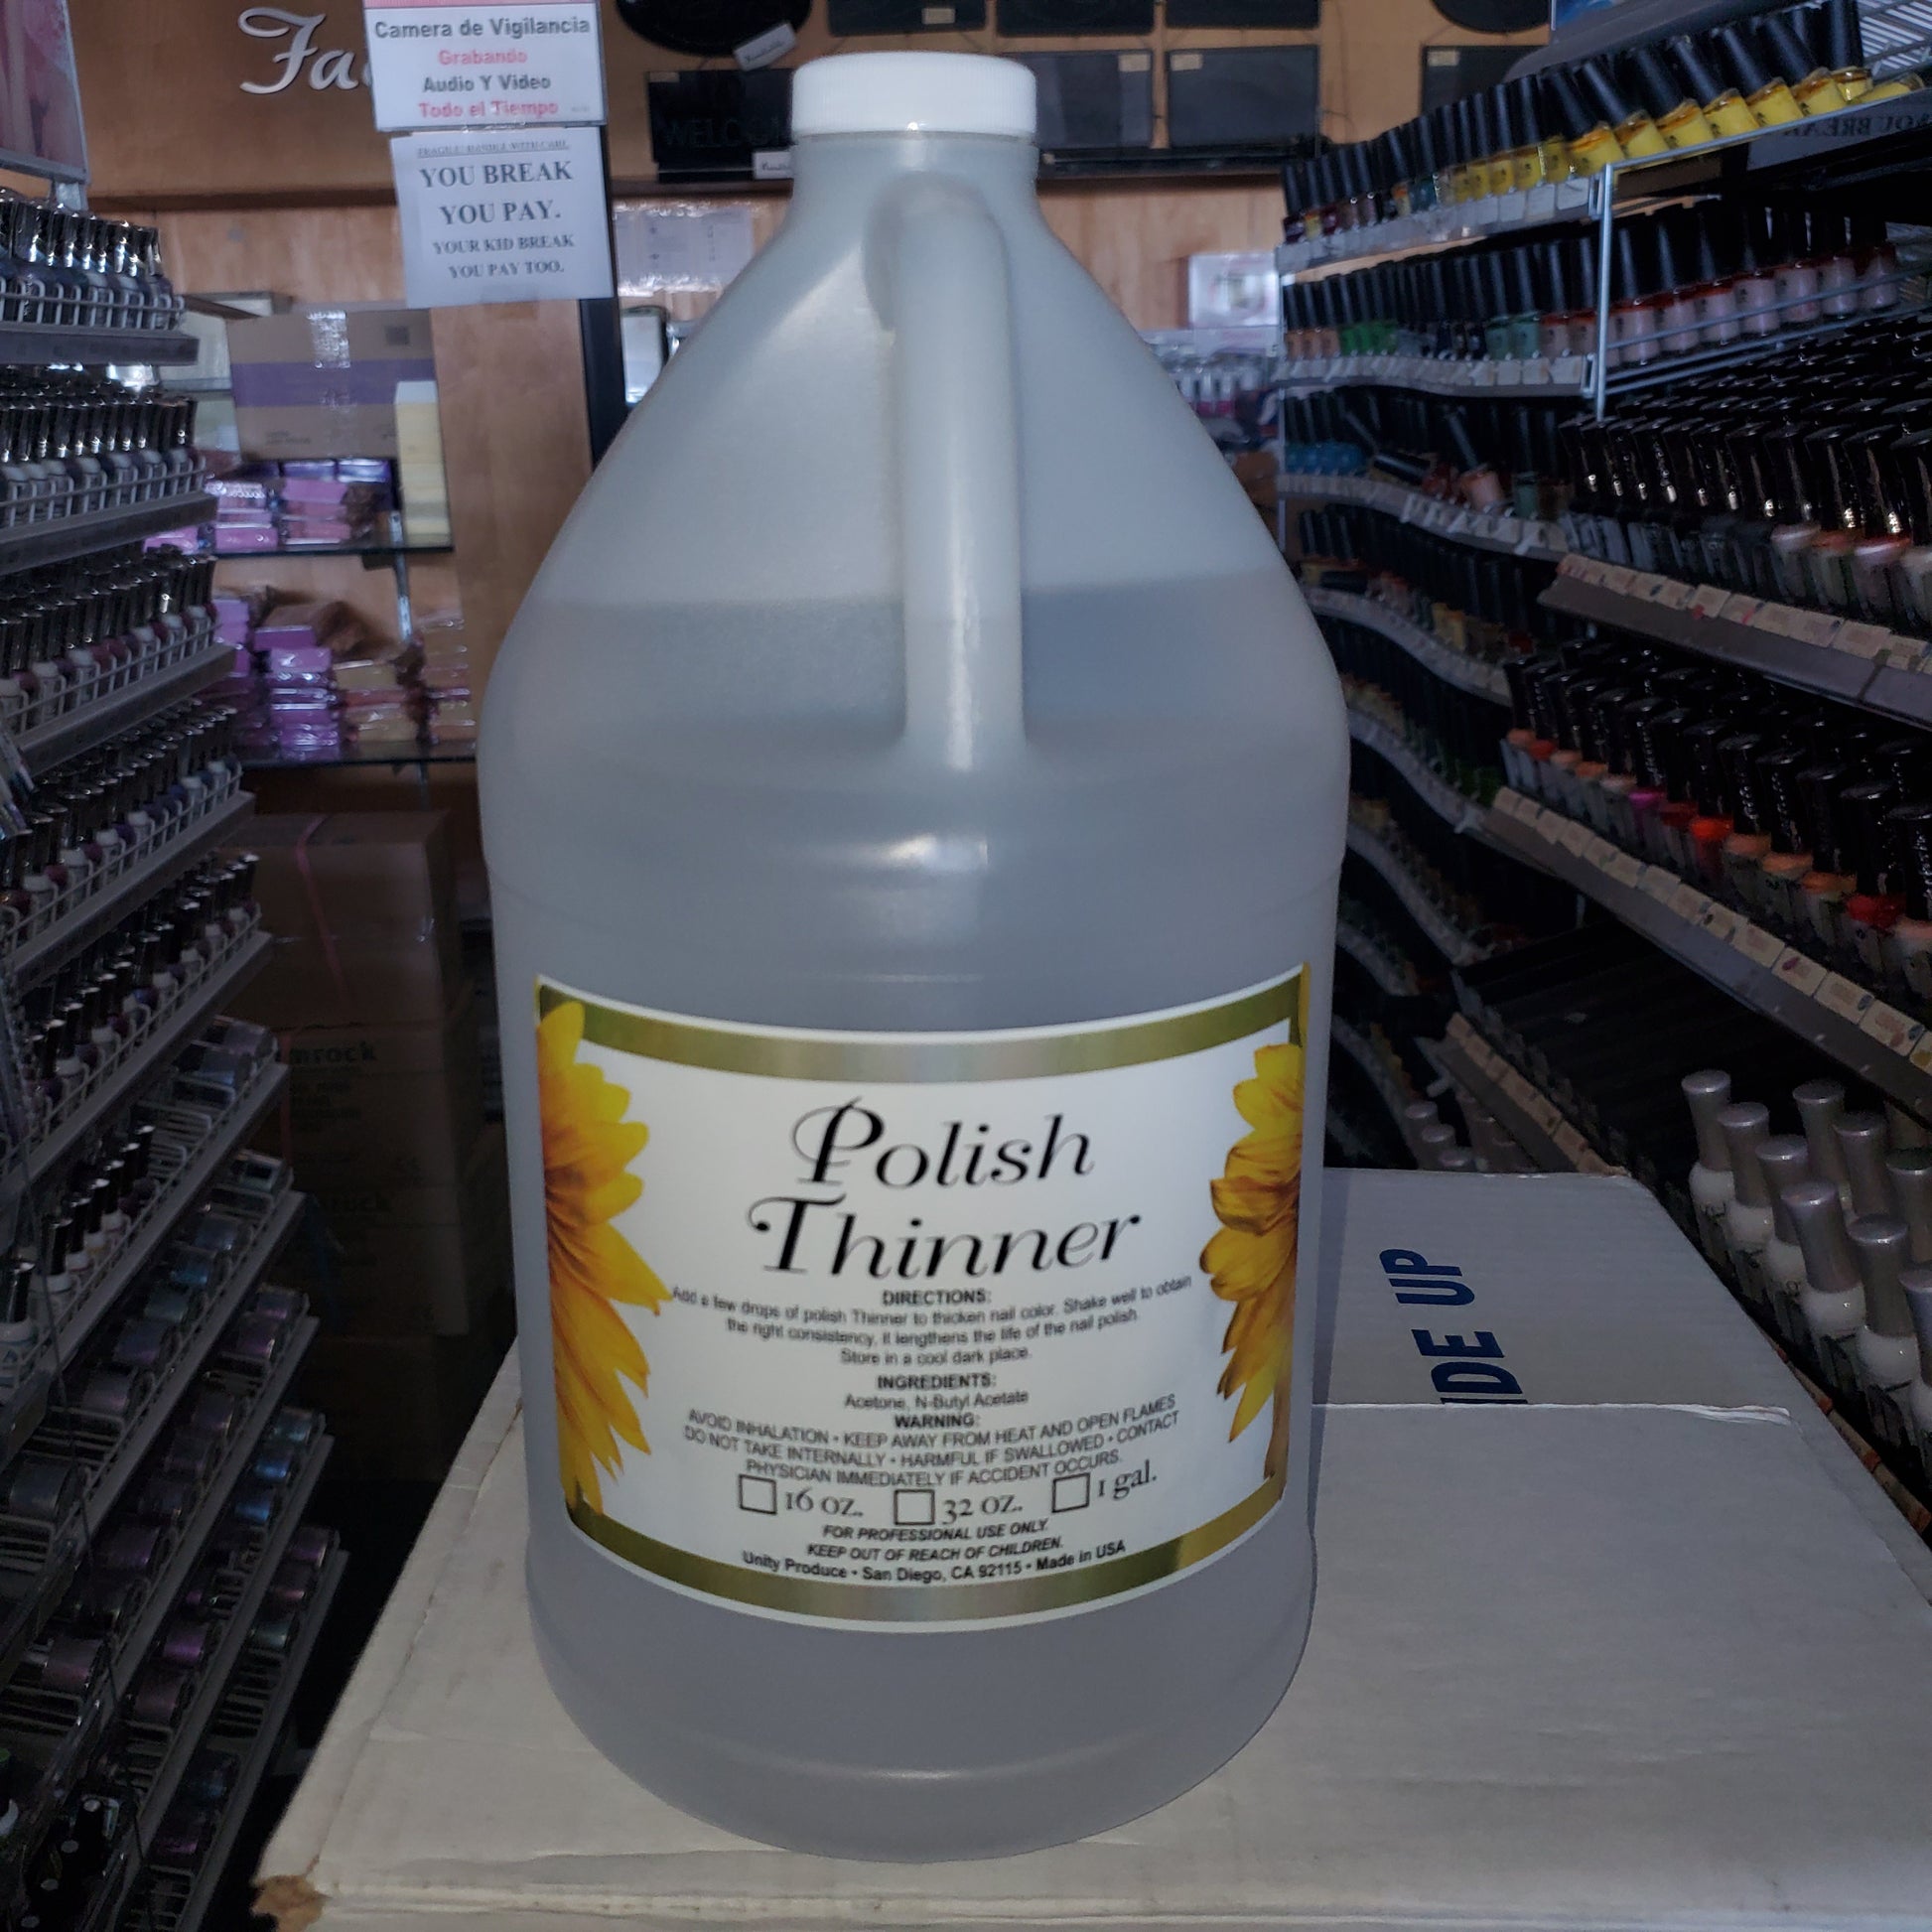 Camera de Vigilancia
Grabando
Audio Y Video
Todo el Tiempo
FRAGILE! HANDLE WITH CARE.
YOU BREAK
YOU PAY.
YOUR KID BREAK
YOU PAY TOO.
Polish
Thinner
DIRECTIONS:
Add a few drops of polish Thinner to thicken nail color. Shake well to obtain
the right consistency. It lengthens the life of the nail polish.
Store in a cool dark place.
INGREDIENTS:
Acetone, N-Butyl Acetate
WARNING:
AVOID INHALATION • KEEP AWAY FROM HEAT AND OPEN FLAMES
DO NOT TAKE INTERNALLY • HARMFUL IF SWALLOWED • CONTACT
PHYSICIAN IMMEDIATELY IF ACCIDENT OCCURS.
16 oz. 32 oz. 1 gal.
FOR PROFESSIONAL USE ONLY.
KEEP OUT OF REACH OF CHILDREN.
Unity Produce • San Diego, CA 92115 • Made in USA
UP